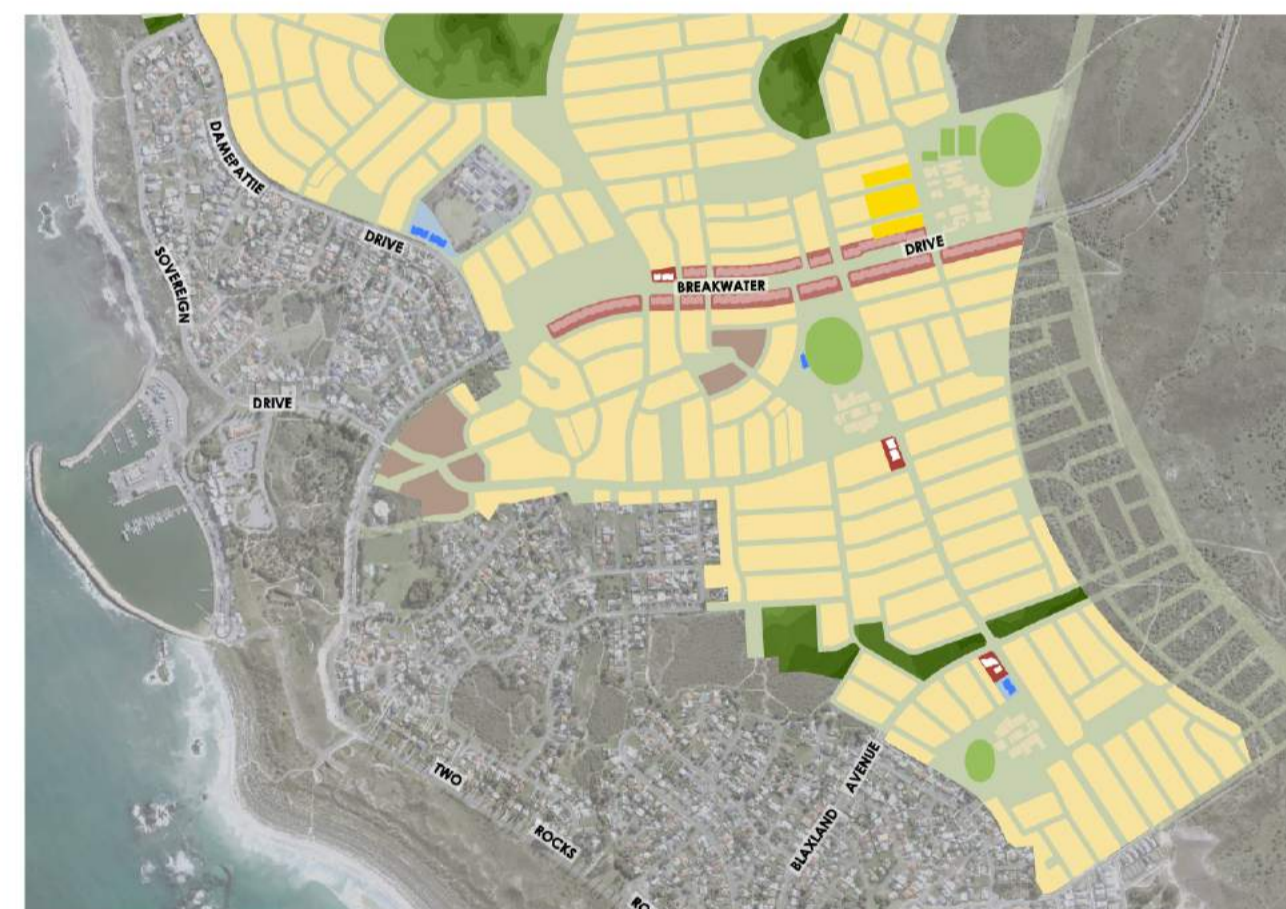 DAMEPATTIE
DRIVE
SOVEREIGN
DRIVE
BREAKWATER
DRIVE
TWO
ROCKS
BLAXLAND
AVENUE